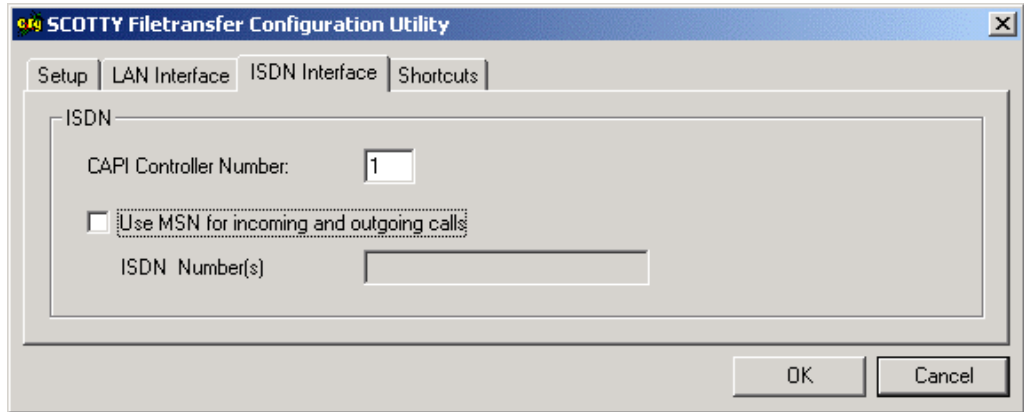 SCOTTY Filetransfer Configuration Utility
Setup LAN Interface ISDN Interface Shortcuts
ISDN
CAPI Controller Number: 1
Use MSN for incoming and outgoing calls
ISDN Number(s)
OK Cancel